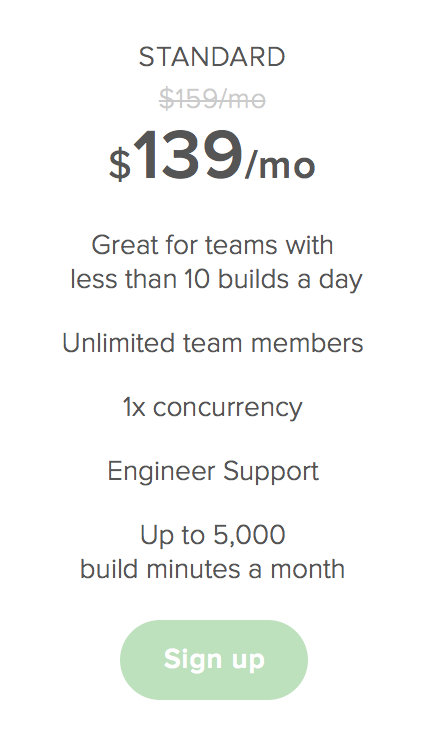 STANDARD
$159/mo
$139/mo
Great for teams with
less than 10 builds a day
Unlimited team members
1x concurrency
Engineer Support
Up to 5,000
build minutes a month
Sign up